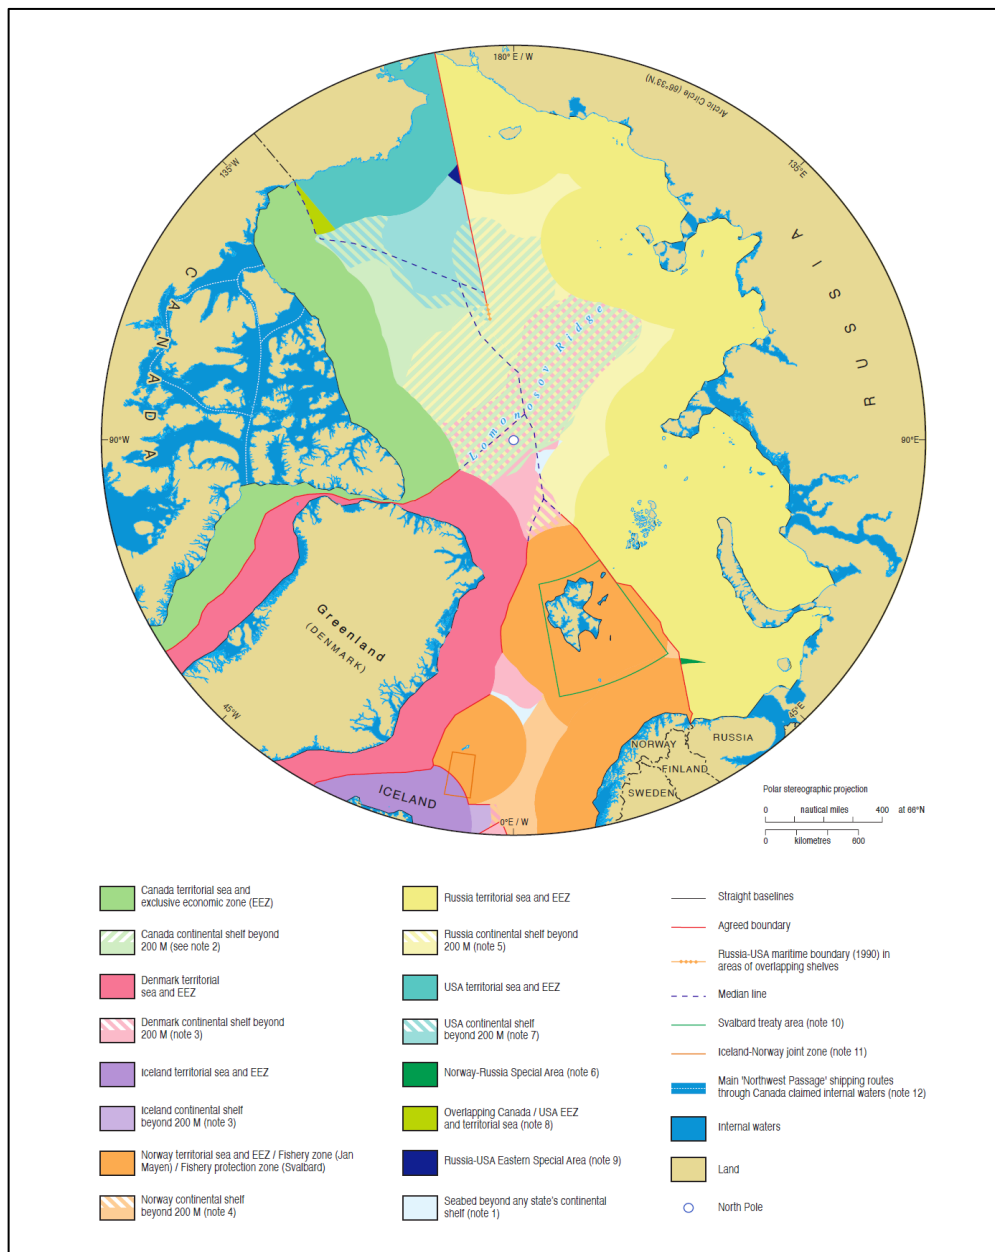 180° E / W
Arctic Circle (66°33'N)
135°W
135°E
CANADA
RUSSIA
Lomonosov Ridge
90°W
90°E
Greenland
(DENMARK)
45°W
45°E
NORWAY
RUSSIA
FINLAND
SWEDEN
ICELAND
0°E / W
Polar stereographic projection
0 nautical miles 400 at 66°N
0 kilometres 600
Canada territorial sea and
exclusive economic zone (EEZ)
Canada continental shelf beyond
200 M (see note 2)
Denmark territorial
sea and EEZ
Denmark continental shelf beyond
200 M (note 3)
Iceland territorial sea and EEZ
Iceland continental shelf
beyond 200 M (note 3)
Norway territorial sea and EEZ / Fishery zone (Jan
Mayen) / Fishery protection zone (Svalbard)
Norway continental shelf
beyond 200 M (note 4)
Russia territorial sea and EEZ
Russia continental shelf beyond
200 M (note 5)
USA territorial sea and EEZ
USA continental shelf
beyond 200 M (note 7)
Norway-Russia Special Area (note 6)
Overlapping Canada / USA EEZ
and territorial sea (note 8)
Russia-USA Eastern Special Area (note 9)
Seabed beyond any state's continental
shelf (note 1)
Straight baselines
Agreed boundary
Russia-USA maritime boundary (1990) in
areas of overlapping shelves
Median line
Svalbard treaty area (note 10)
Iceland-Norway joint zone (note 11)
Main 'Northwest Passage' shipping routes
through Canada claimed internal waters (note 12)
Internal waters
Land
North Pole